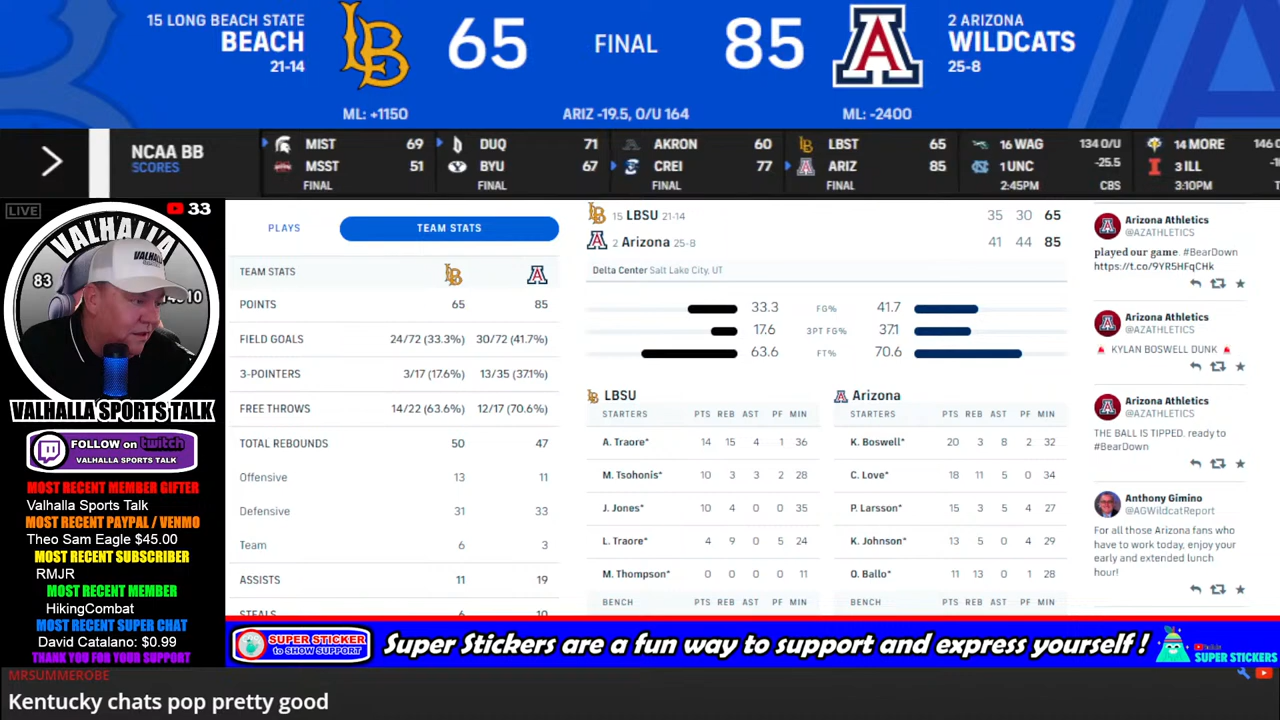 15 LONG BEACH STATE
BEACH
21-14
65
FINAL
85
2 ARIZONA
WILDCATS
25-8
ML: +1150
ARIZ -19.5, 0/U 164
ML: -2400
NCAA BB
SCORES
MIST 69
MSST 51
FINAL
DUQ 71
BYU 67
FINAL
AKRON 60
CREI 77
FINAL
LBST 65
ARIZ 85
FINAL
16 WAG 134 O/U
1 UNC -25.5
2:45PM CBS
14 MORE 146 O
3 ILL
3:10PM
LIVE
33
VALHALLA
83
VALHALLA SPORTS TALK
FOLLOW on twitch
VALHALLA SPORTS TALK
MOST RECENT MEMBER GIFTER
Valhalla Sports Talk
MOST RECENT PAYPAL / VENMO
Theo Sam Eagle $45.00
MOST RECENT SUBSCRIBER
RMJR
MOST RECENT MEMBER
HikingCombat
MOST RECENT SUPER CHAT
David Catalano: $0.99
THANK YOU FOR YOUR SUPPORT
PLAYS
TEAM STATS
TEAM STATS
POINTS 65 85
FIELD GOALS 24/72 (33.3%) 30/72 (41.7%)
3-POINTERS 3/17 (17.6%) 13/35 (37.1%)
FREE THROWS 14/22 (63.6%) 12/17 (70.6%)
TOTAL REBOUNDS 50 47
Offensive 13 11
Defensive 31 33
Team 6 3
ASSISTS 11 19
STEALS 6 10
15 LBSU 21-14 35 30 65
2 Arizona 25-8 41 44 85
Delta Center Salt Lake City, UT
33.3 FG% 41.7
17.6 3PT FG% 37.1
63.6 FT% 70.6
LBSU
STARTERS PTS REB AST PF MIN
A. Traore* 14 15 4 1 36
M. Tsohonis* 10 3 3 2 28
J. Jones* 10 4 0 0 35
L. Traore* 4 9 0 5 24
M. Thompson* 0 0 0 0 11
BENCH PTS REB AST PF MIN
Arizona
STARTERS PTS REB AST PF MIN
K. Boswell* 20 3 8 2 32
C. Love* 18 11 5 0 34
P. Larsson* 15 3 5 4 27
K. Johnson* 13 5 0 4 29
O. Ballo* 11 13 0 1 28
BENCH PTS REB AST PF MIN
Arizona Athletics
@AZATHLETICS
played our game. #BearDown
https://t.co/9YR5HFqCHk
Arizona Athletics
@AZATHLETICS
KYLAN BOSWELL DUNK
Arizona Athletics
@AZATHLETICS
THE BALL IS TIPPED. ready to
#BearDown
Anthony Gimino
@AGWildcatReport
For all those Arizona fans who
have to work today, enjoy your
early and extended lunch
hour!
SUPER STICKER
to SHOW SUPPORT
Super Stickers are a fun way to support and express yourself !
SUPER STICKERS
MRSUMMEROBE
Kentucky chats pop pretty good